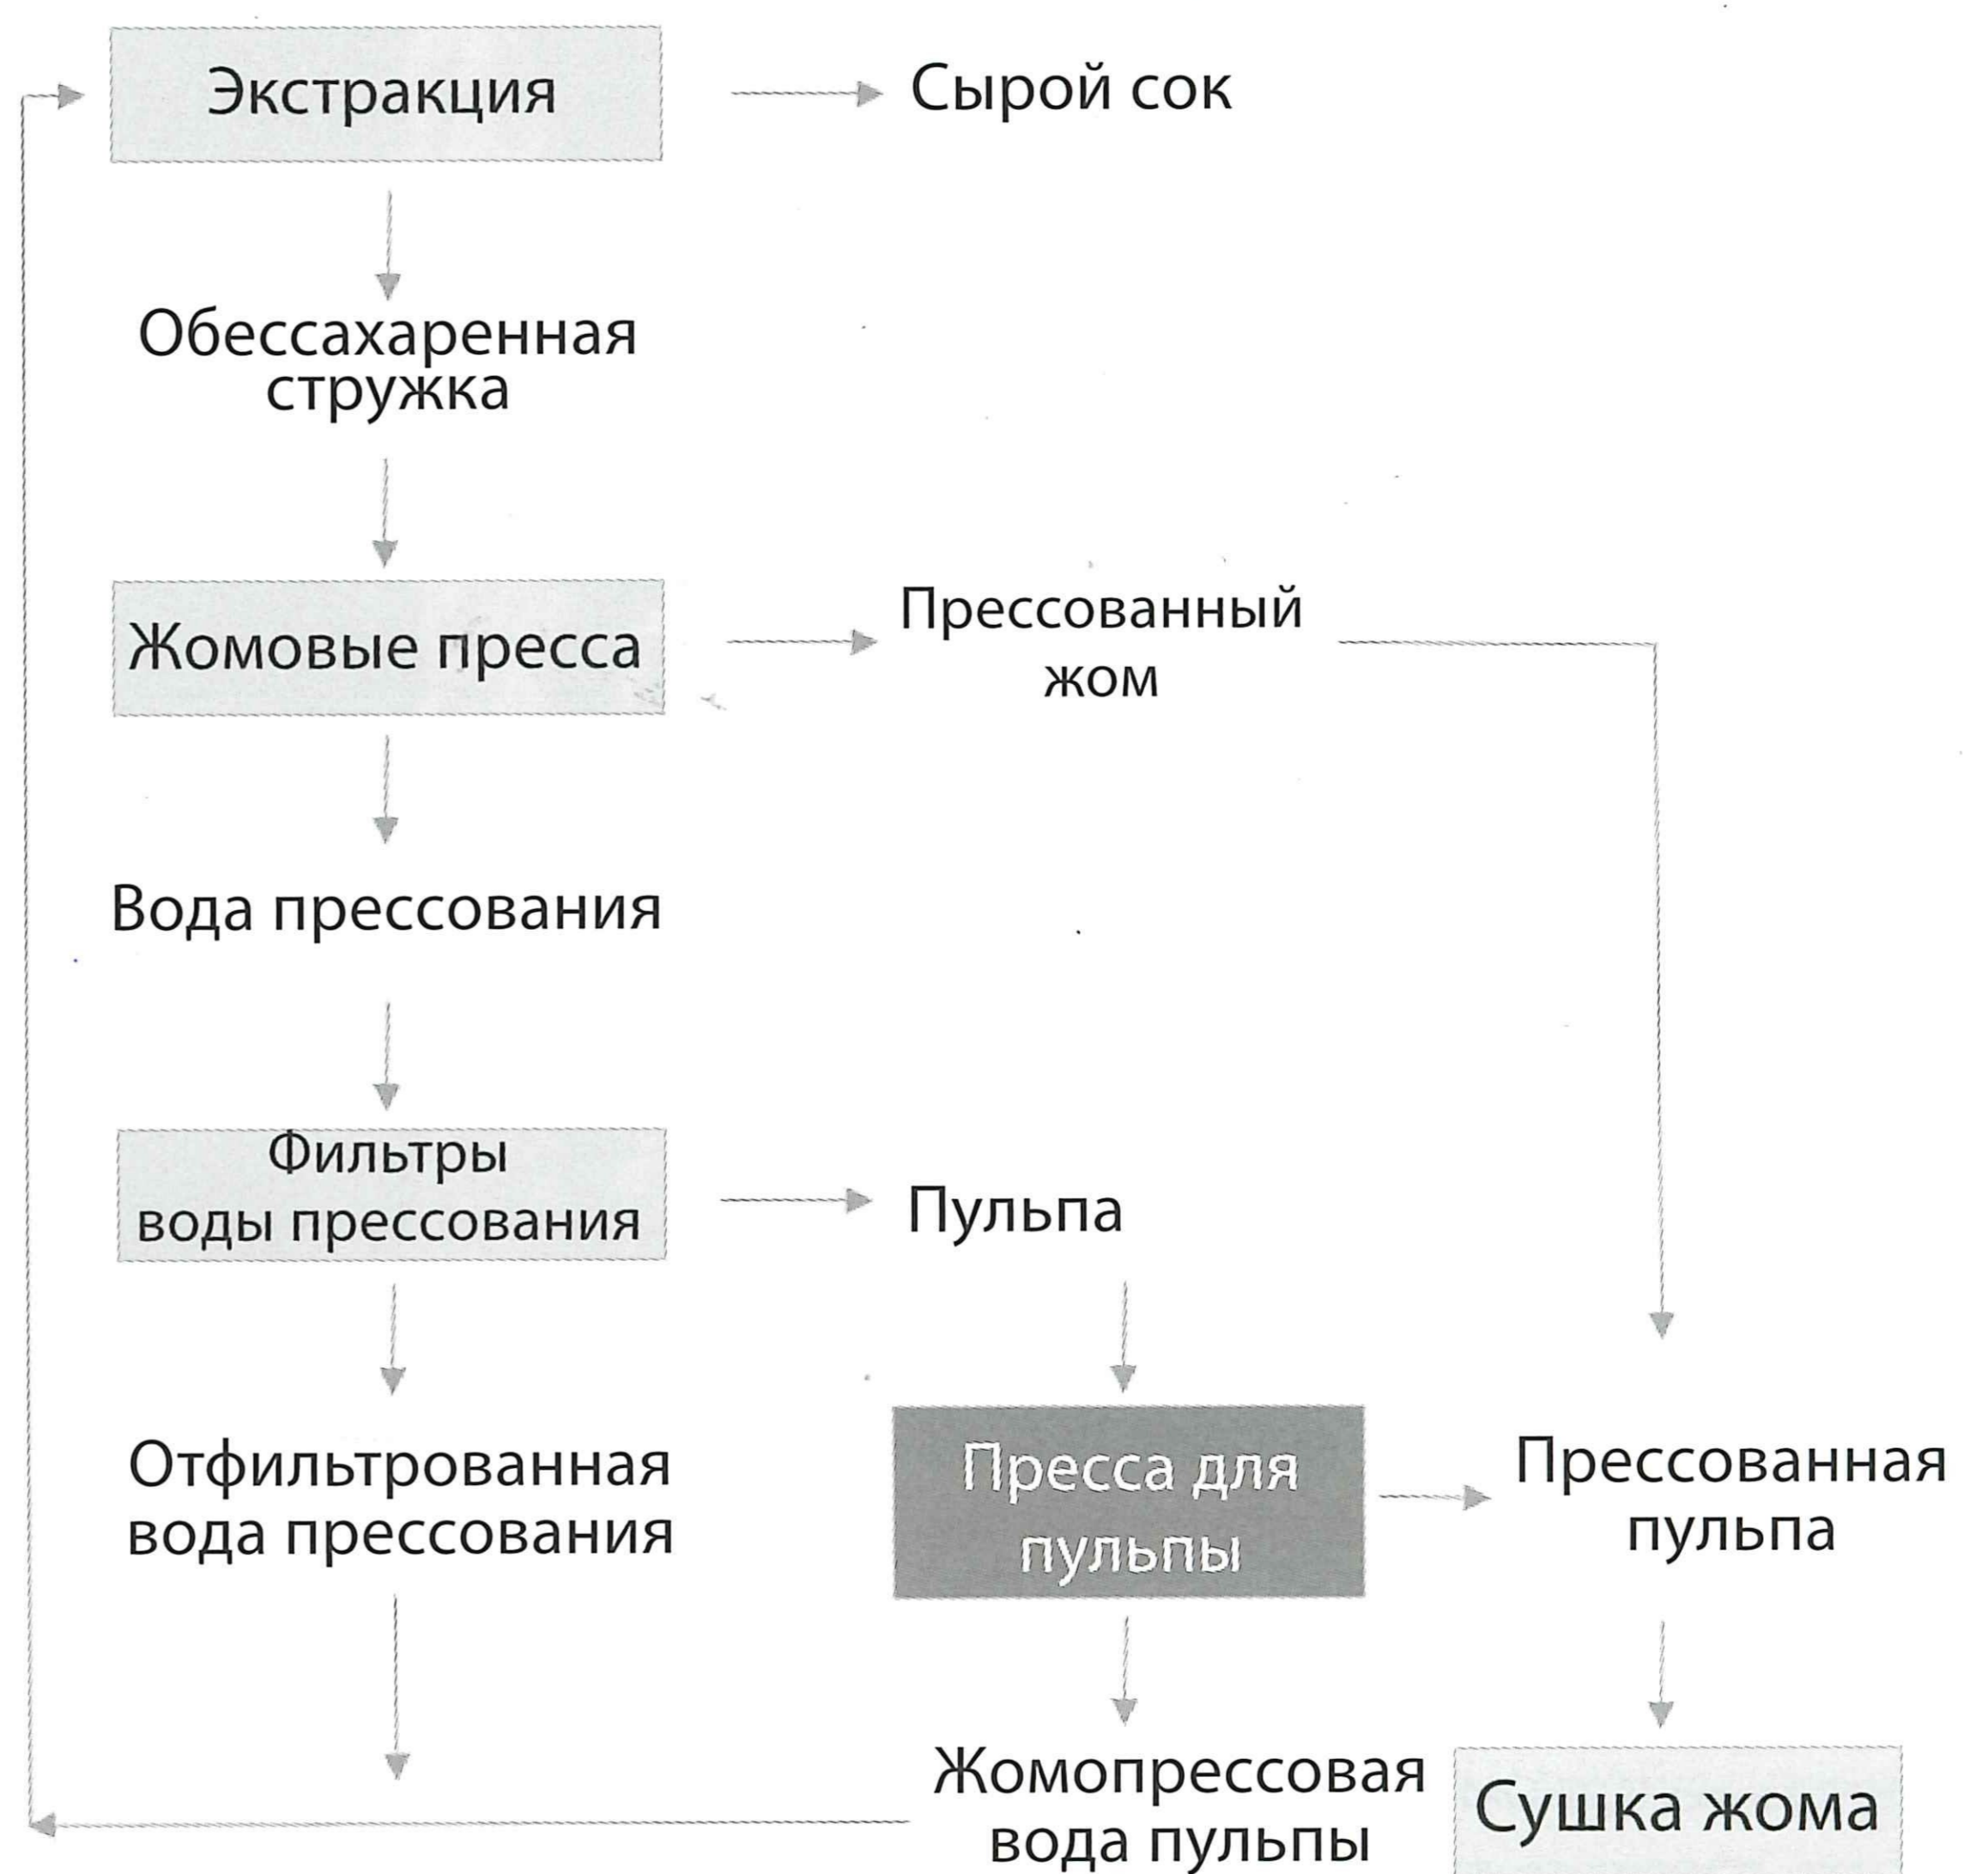 Экстракция
Сырой сок
Обессахаренная
стружка
Жомовые пресса
Прессованный
жом
Вода прессования
Фильтры
воды прессования
Пульпа
Отфильтрованная
вода прессования
Пресса для
пульпы
Прессованная
пульпа
Жомопрессовая
вода пульпы
Сушка жома